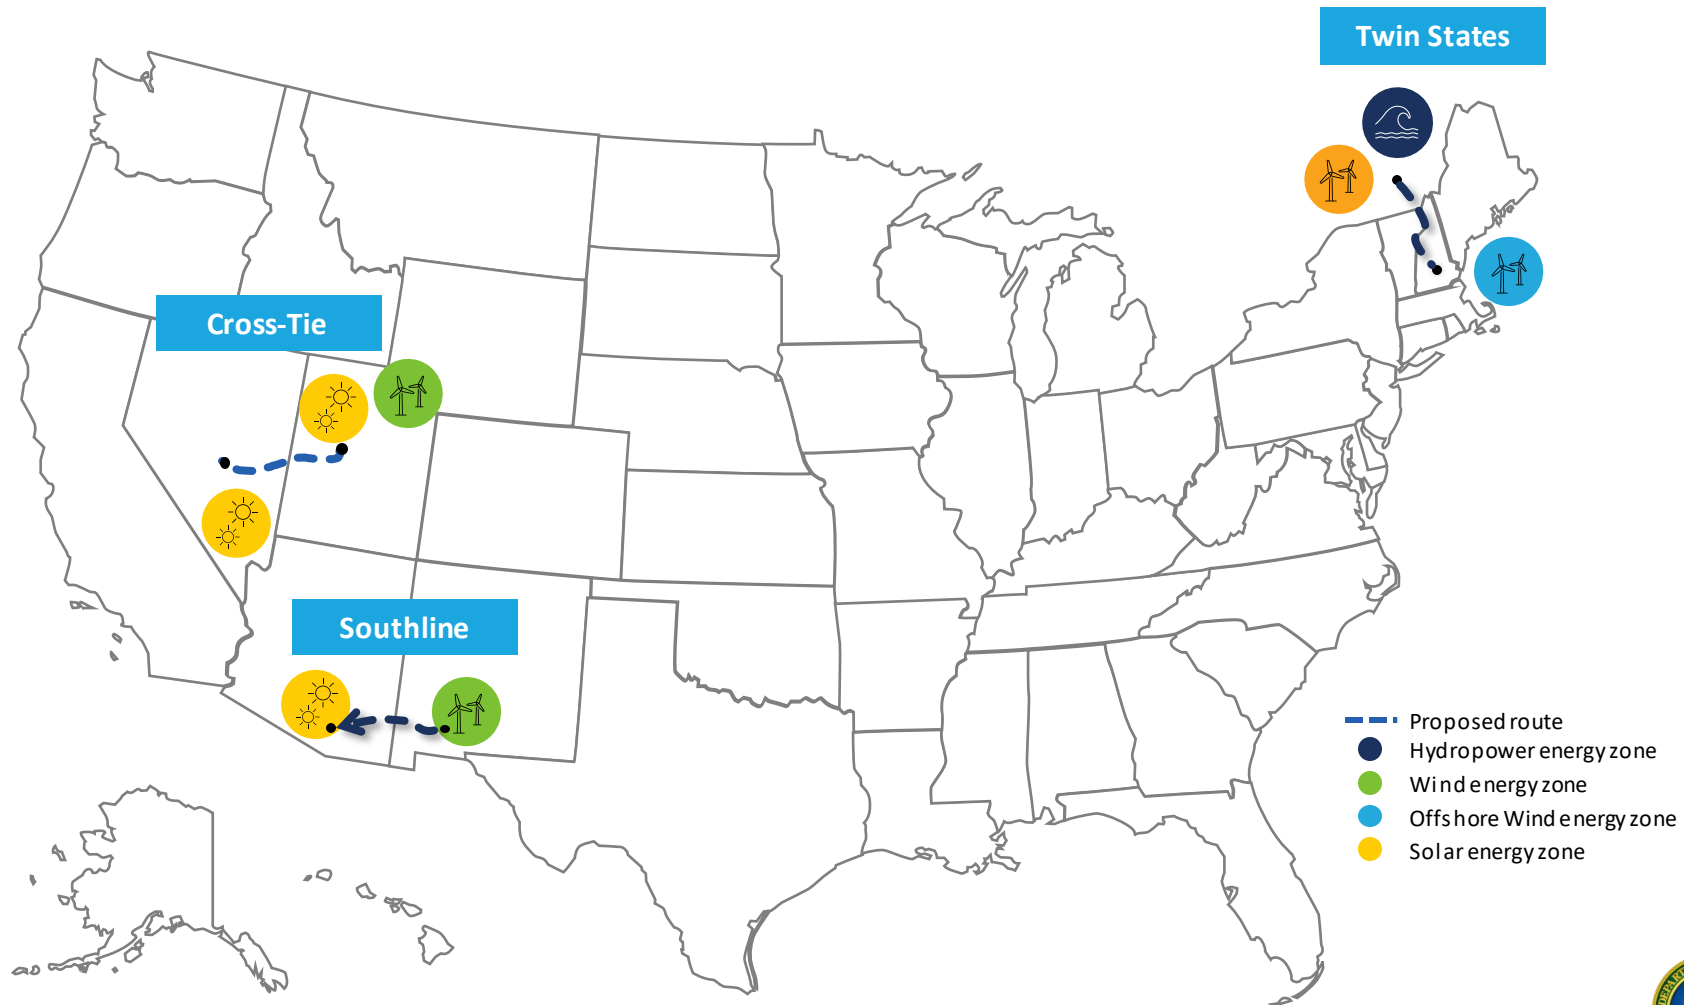 Twin States
Cross-Tie
Southline
Proposed route
Hydropower energy zone
Wind energy zone
Offshore Wind energy zone
Solar energy zone